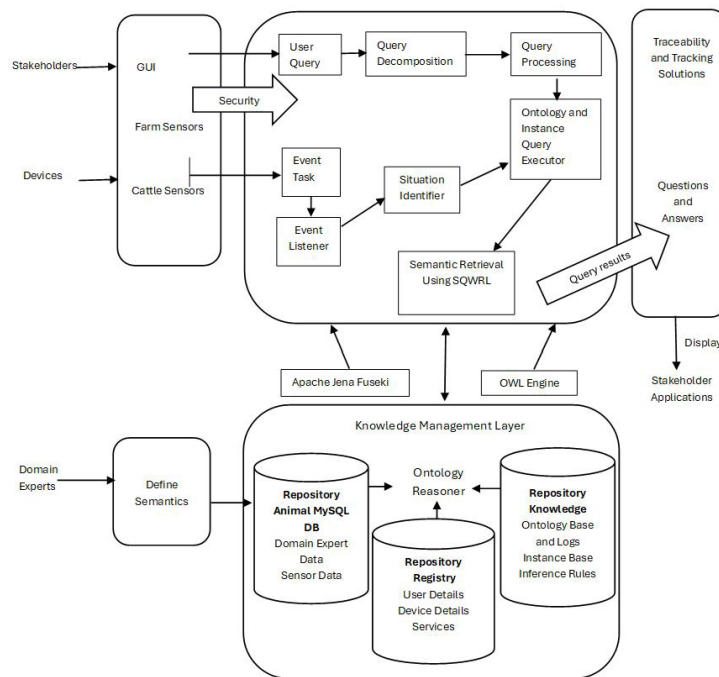 Stakeholders
Devices
GUI
Farm Sensors
Cattle Sensors
Security
User
Query
Query
Decomposition
Query
Processing
Ontology and
Instance
Query
Executor
Event
Task
Situation
Identifier
Event
Listener
Semantic Retrieval
Using SQWRL
Query results
Traceability
and Tracking
Solutions
Questions
and
Answers
Display
Stakeholder
Applications
Apache Jena Fuseki
OWL Engine
Knowledge Management Layer
Domain
Experts
Define
Semantics
Repository
Animal MySQL
DB
Domain Expert
Data
Sensor Data
Ontology
Reasoner
Repository
Registry
User Details
Device Details
Services
Repository
Knowledge
Ontology Base
and Logs
Instance Base
Inference Rules